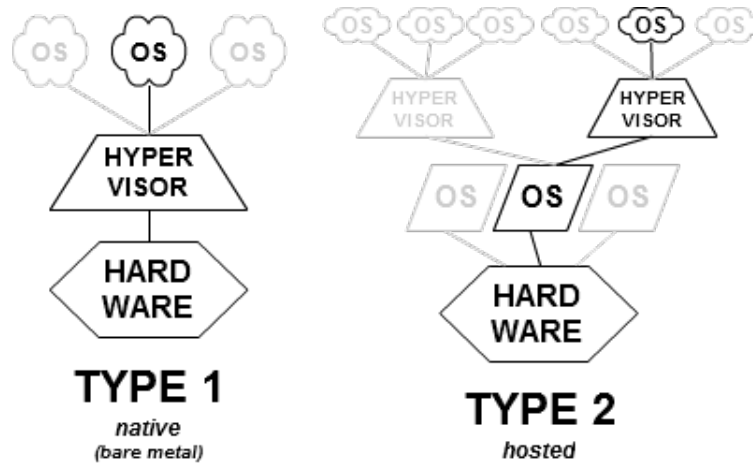 OS
OS
OS
HYPER
VISOR
HARD
WARE
TYPE 1
native
(bare metal)
OS
OS
OS
OS
OS
OS
HYPER
VISOR
HYPER
VISOR
OS
OS
OS
HARD
WARE
TYPE 2
hosted